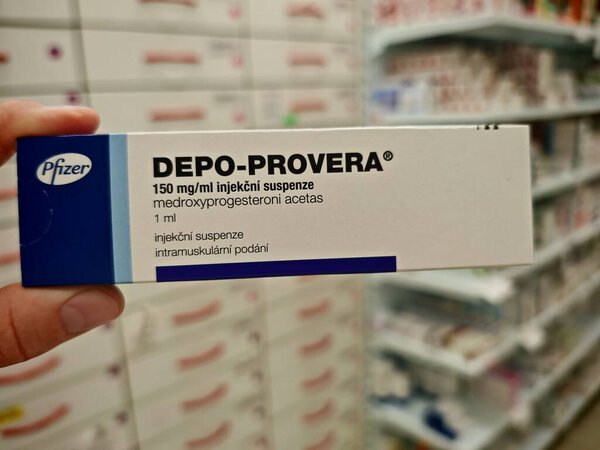 Pfizer
DEPO-PROVERA®
150 mg/ml injekční suspenze
medroxyprogesteroni acetas
1 ml
injekční suspenze
intramuskulární podání